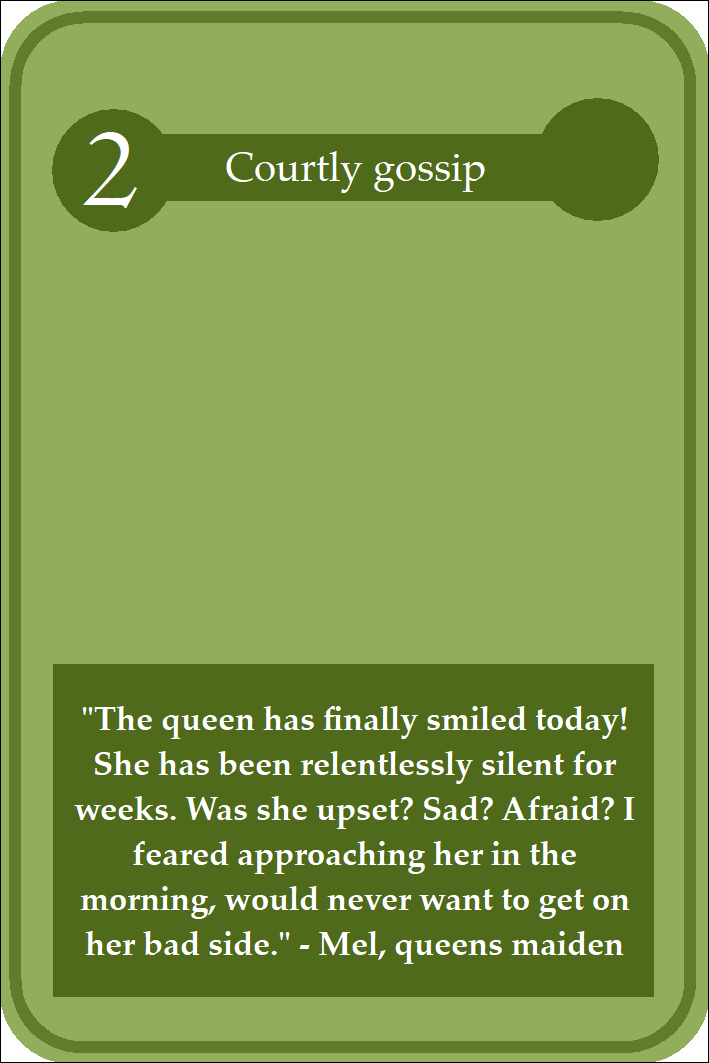 2
Courtly gossip
"The queen has finally smiled today!
She has been relentlessly silent for
weeks. Was she upset? Sad? Afraid? I
feared approaching her in the
morning, would never want to get on
her bad side." - Mel, queens maiden